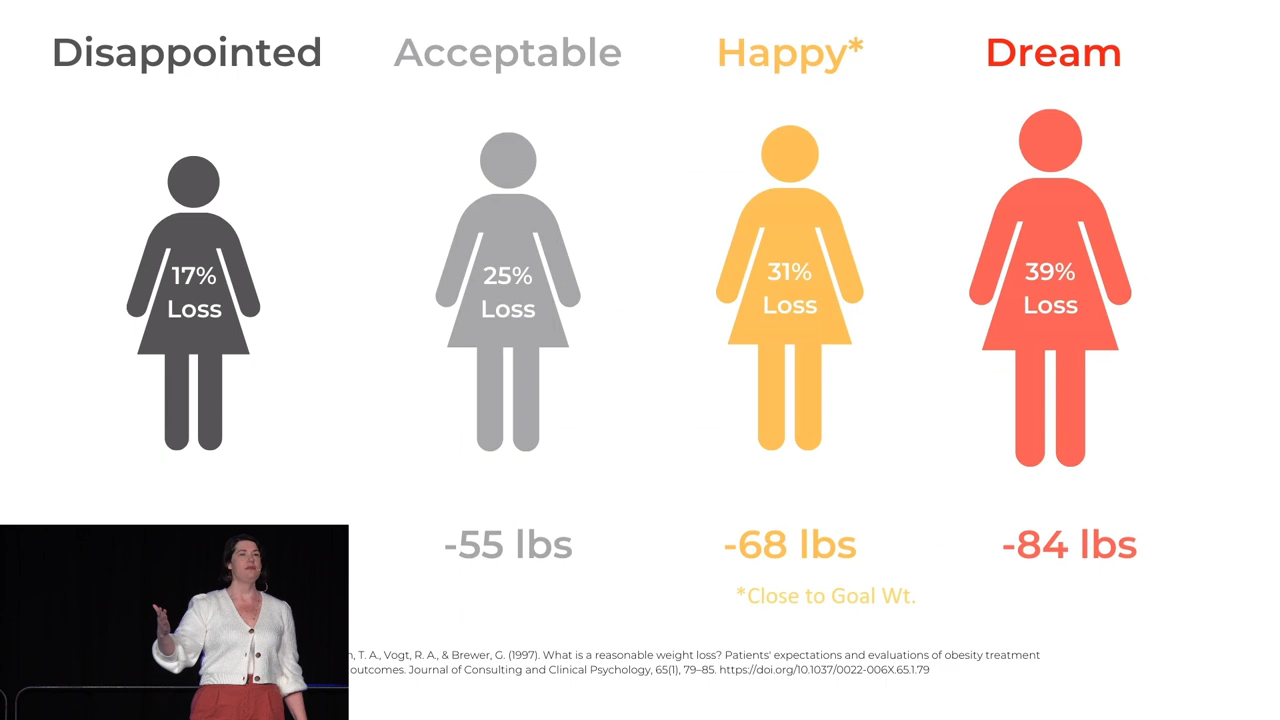 Disappointed
Acceptable
Happy*
Dream
17%
Loss
25%
Loss
31%
Loss
39%
Loss
-55 lbs
-68 lbs
-84 lbs
*Close to Goal Wt.
, T. A., Vogt, R. A., & Brewer, G. (1997). What is a reasonable weight loss? Patients' expectations and evaluations of obesity treatment
outcomes. Journal of Consulting and Clinical Psychology, 65(1), 79–85. https://doi.org/10.1037/0022-006X.65.1.79